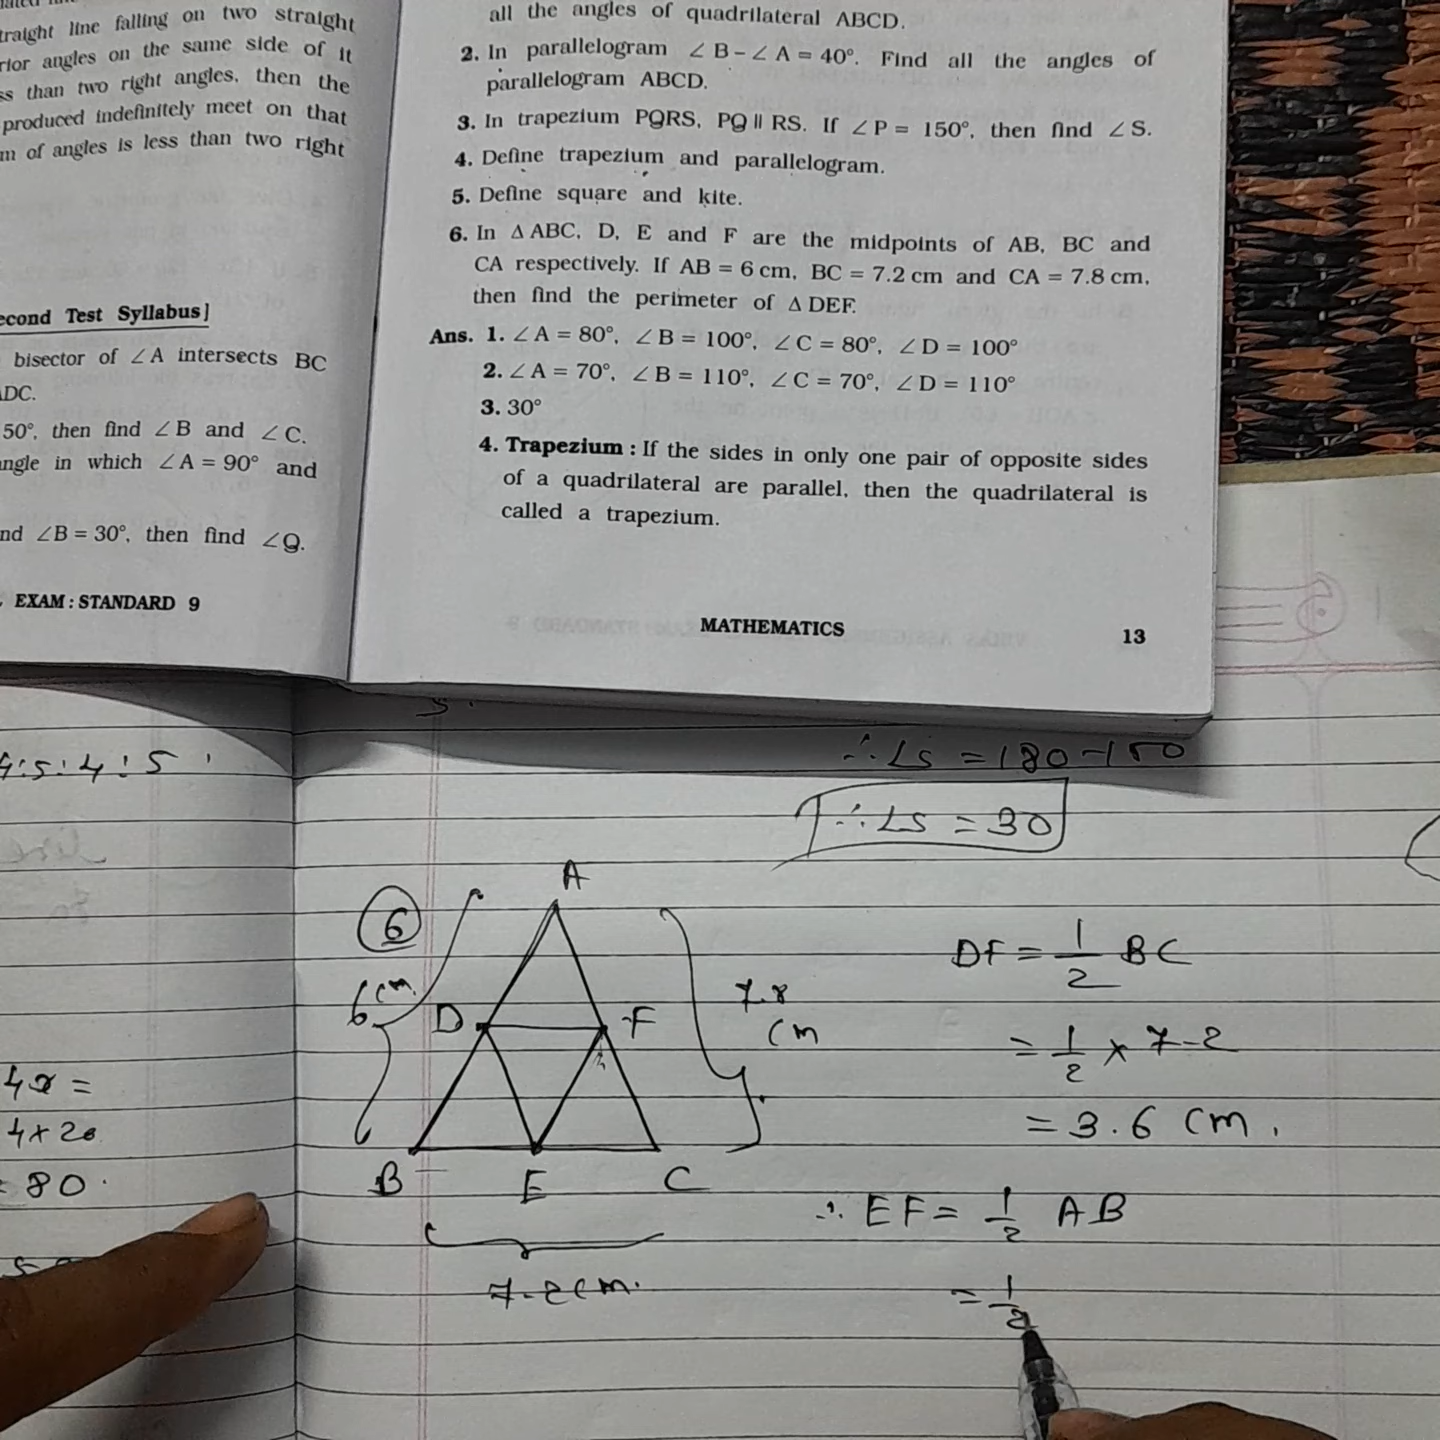 traight line falling on two straight
rior angles on the same side of it
ss than two right angles, then the
produced indefinitely meet on that
m of angles is less than two right
econd Test Syllabus]
bisector of ∠A intersects BC
ADC.
50°, then find ∠B and ∠C.
angle in which ∠A = 90° and
nd ∠B = 30°, then find ∠Q.
EXAM : STANDARD 9
all the angles of quadrilateral ABCD.
2. In parallelogram ∠B – ∠A = 40°. Find all the angles of
parallelogram ABCD.
3. In trapezium PQRS, PQ || RS. If ∠P = 150°, then find ∠S.
4. Define trapezium and parallelogram.
5. Define square and kite.
6. In ΔABC, D, E and F are the midpoints of AB, BC and
CA respectively. If AB = 6 cm, BC = 7.2 cm and CA = 7.8 cm,
then find the perimeter of ΔDEF.
Ans. 1. ∠A = 80°, ∠B = 100°, ∠C = 80°, ∠D = 100°
2. ∠A = 70°, ∠B = 110°, ∠C = 70°, ∠D = 110°
3. 30°
4. Trapezium : If the sides in only one pair of opposite sides
of a quadrilateral are parallel, then the quadrilateral is
called a trapezium.
MATHEMATICS 13
4:5:4:5
4x =
4×20
= 80.
∴ ∠S = 180-150
∴ ∠S = 30
6
A
6 cm.
D
F
7.8
cm
B
E
C
7.2 cm.
DF = 1/2 BC
= 1/2 × 7.2
= 3.6 cm.
∴ EF = 1/2 AB
= 1/2